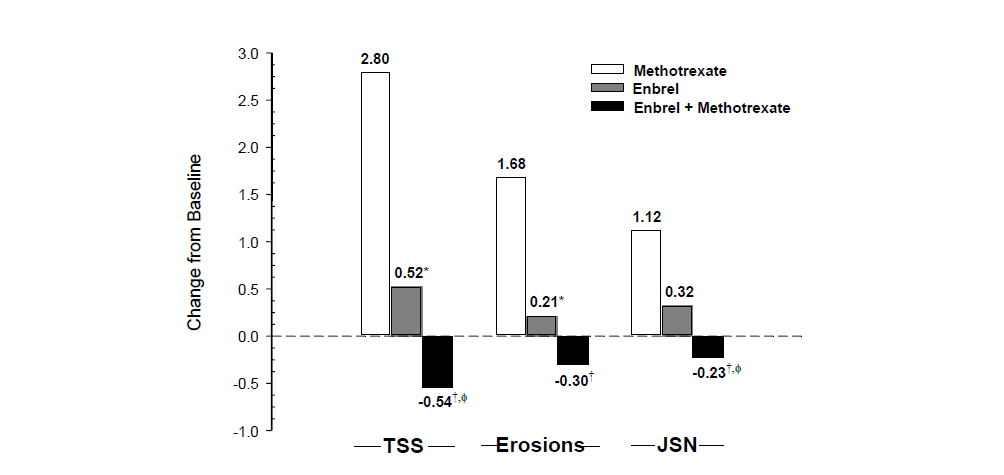 3.0
2.5
2.0
1.5
1.0
0.5
0.0
-0.5
-1.0
Change from Baseline
Methotrexate
Enbrel
Enbrel + Methotrexate
2.80
0.52*
-0.54†,ϕ
1.68
0.21*
-0.30†
1.12
0.32
-0.23†,ϕ
TSS
Erosions
JSN